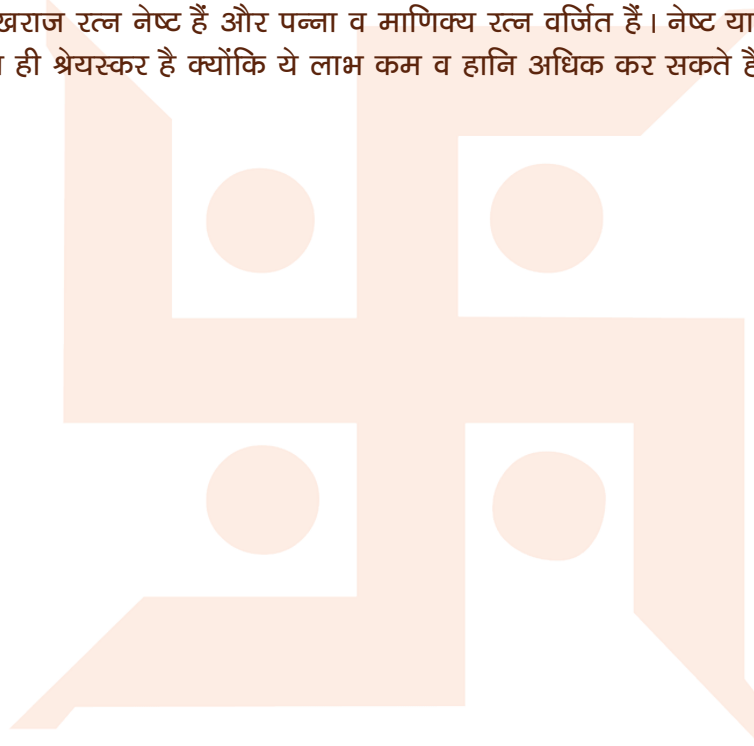 खराज रत्न नेष्ट हैं और पन्ना व माणिक्य रत्न वर्जित हैं। नेष्ट या
ही श्रेयस्कर है क्योंकि ये लाभ कम व हानि अधिक कर सकते है